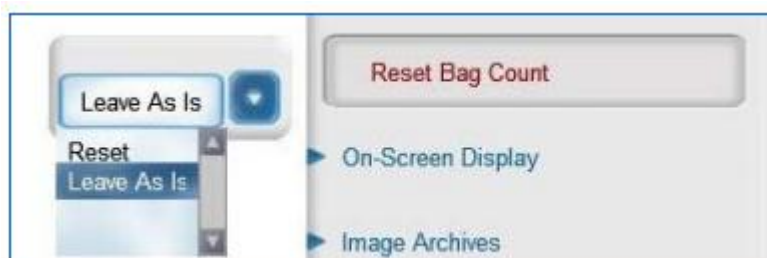 Leave As Is
Reset
Leave As Is
Reset Bag Count
On-Screen Display
Image Archives